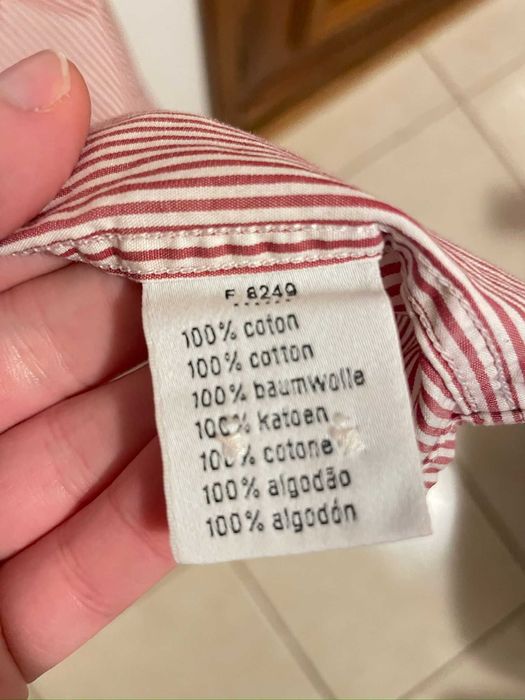 F 8249
100% coton
100% cotton
100% baumwolle
100% katoen
100% cotone
100% algodão
100% algodón